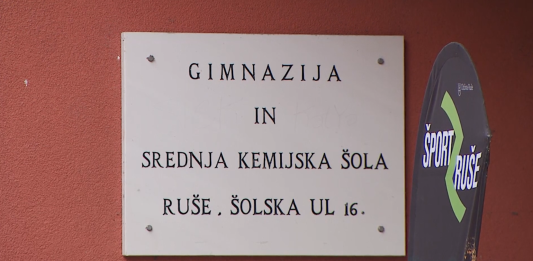 GIMNAZIJA
IN
SREDNJA KEMIJSKA ŠOLA
RUŠE, ŠOLSKA UL 16.
ŠPORT
RUŠE